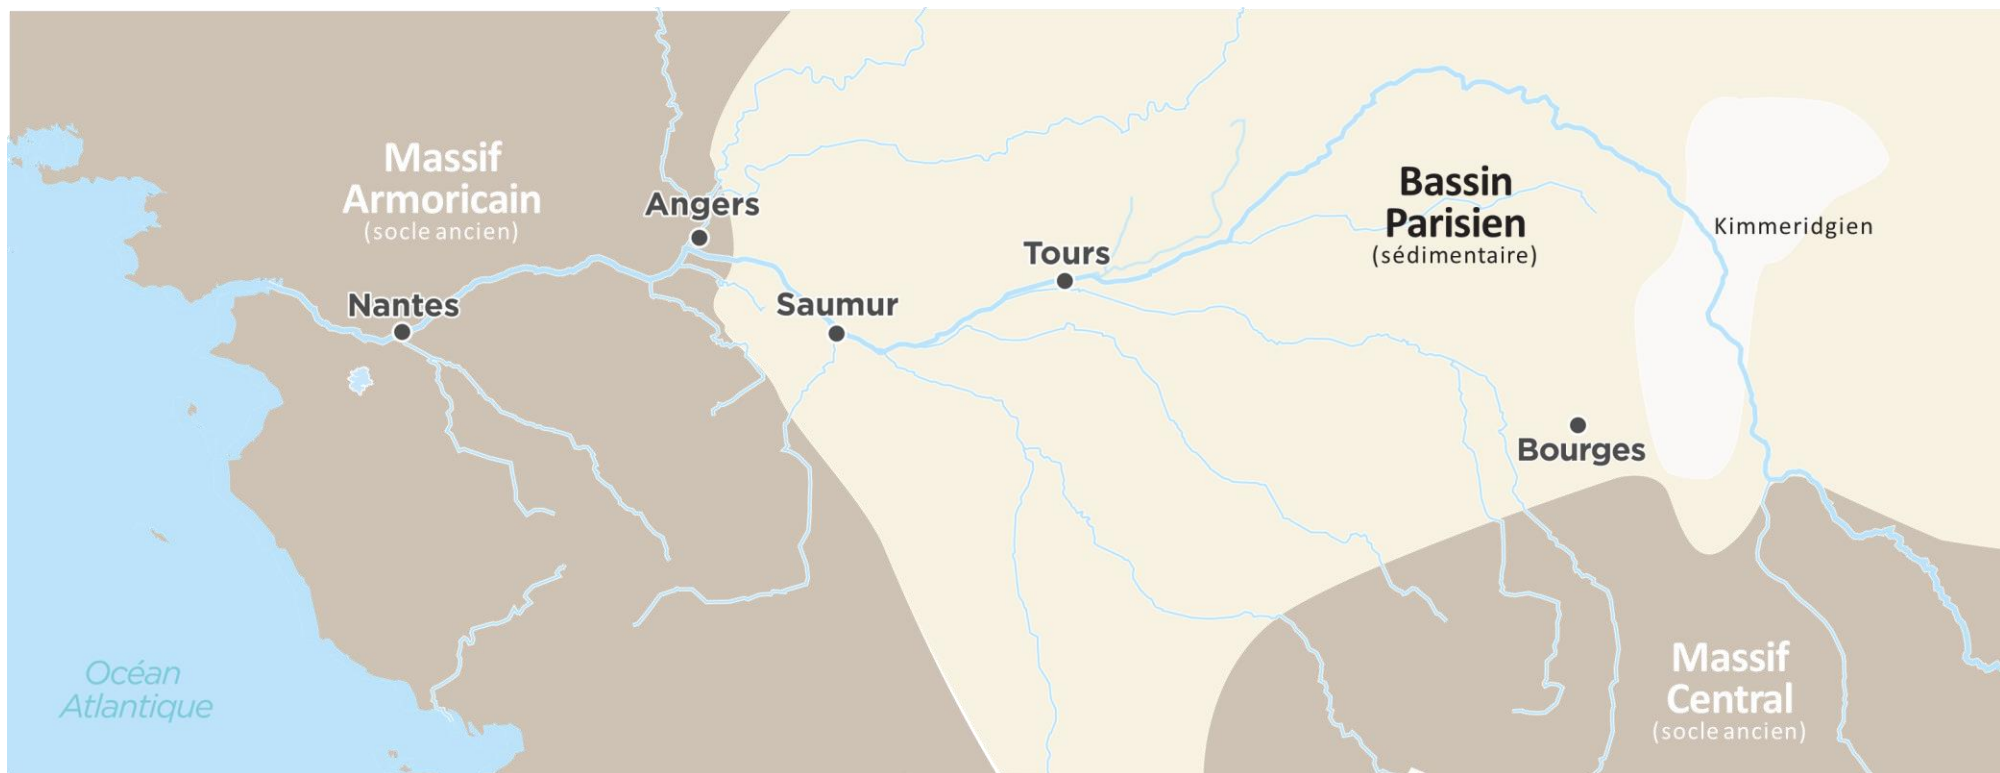 Massif
Armoricain
(socle ancien)
Angers
Nantes
Saumur
Tours
Bassin
Parisien
(sédimentaire)
Kimmeridgien
Bourges
Océan
Atlantique
Massif
Central
(socle ancien)